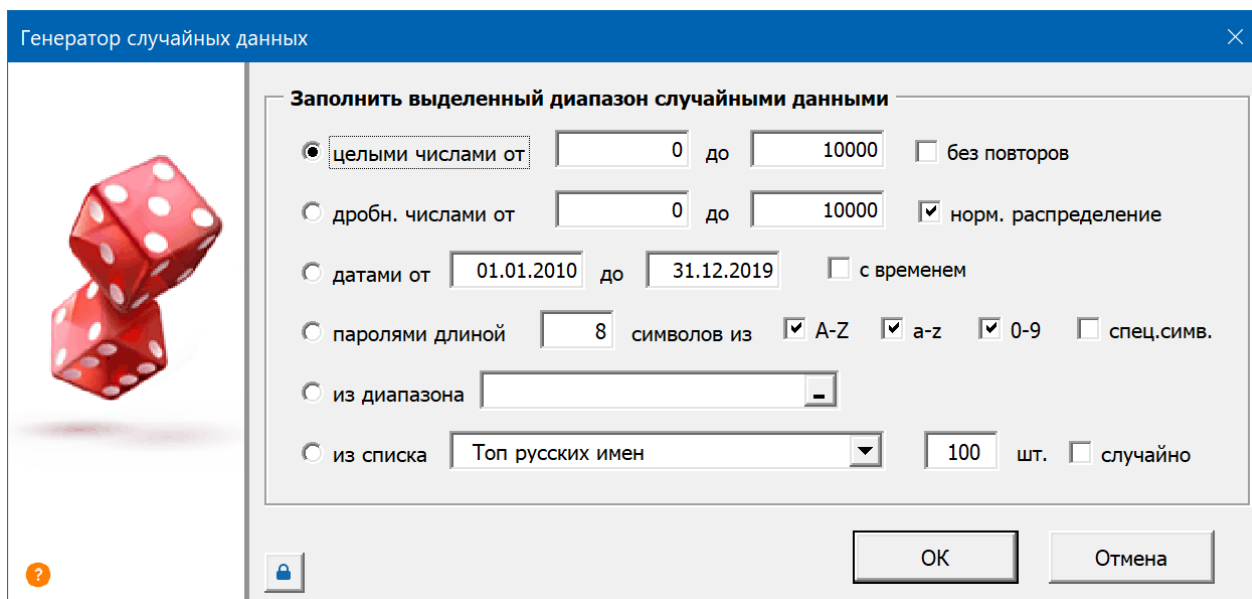 Генератор случайных данных
Заполнить выделенный диапазон случайными данными
целыми числами от 0 до 10000 без повторов
дробн. числами от 0 до 10000 норм. распределение
датами от 01.01.2010 до 31.12.2019 с временем
паролями длиной 8 символов из A-Z a-z 0-9 спец.симв.
из диапазона
из списка Топ русских имен 100 шт. случайно
? ОК Отмена